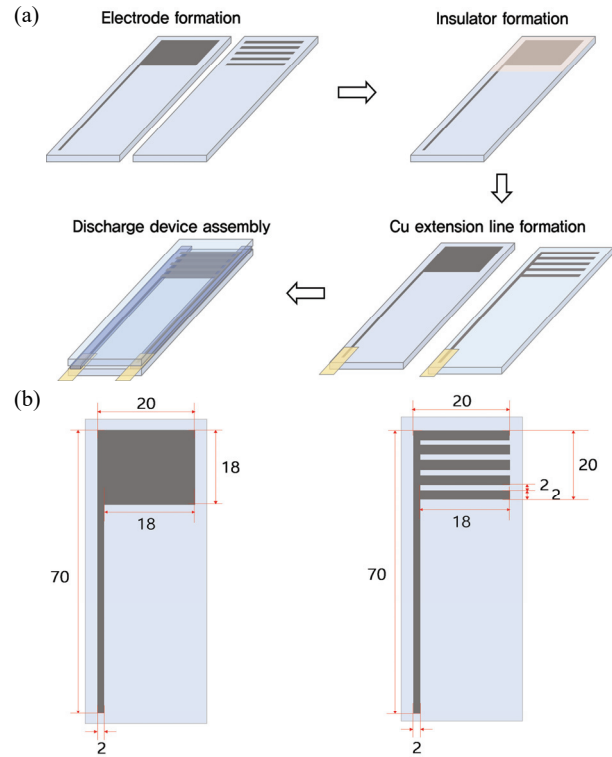 (a)
Electrode formation
Insulator formation
Discharge device assembly
Cu extension line formation
(b)
20
18
18
70
2
20
20
2
2
18
70
2